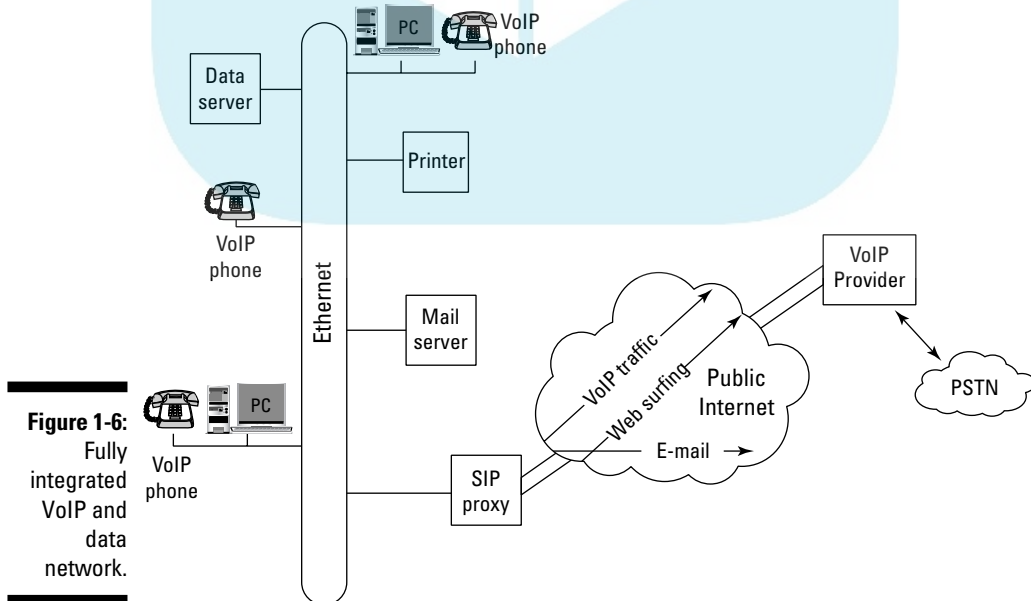 PC
VoIP
phone
Data
server
Printer
VoIP
phone
Ethernet
Mail
server
VoIP
Provider
VoIP traffic
Web surfing
Public
Internet
E-mail
PSTN
PC
VoIP
phone
SIP
proxy
Figure 1-6:
Fully
integrated
VoIP and
data
network.